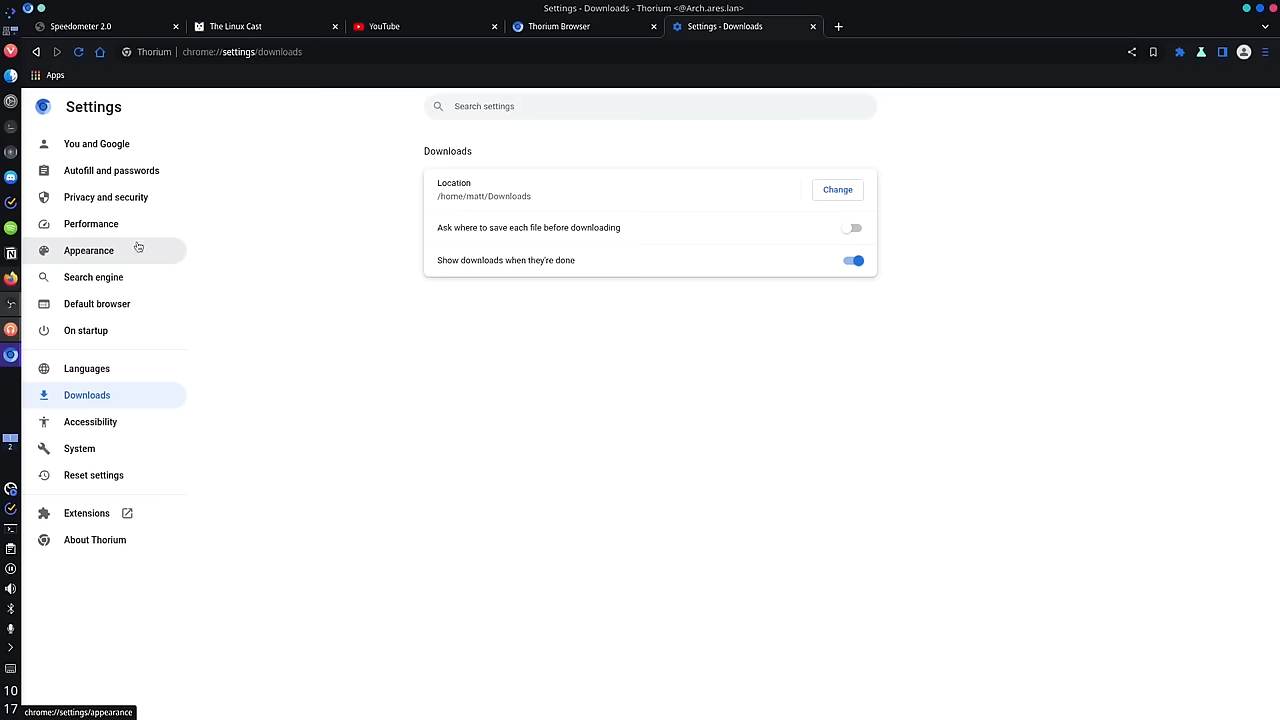 Settings - Downloads - Thorium <@Arch.ares.lan>
Speedometer 2.0
The Linux Cast
YouTube
Thorium Browser
Settings - Downloads
Thorium
chrome://settings/downloads
Apps
Settings
Search settings
You and Google
Autofill and passwords
Privacy and security
Performance
Appearance
Search engine
Default browser
On startup
Languages
Downloads
Accessibility
System
Reset settings
Extensions
About Thorium
Downloads
Location
/home/matt/Downloads
Change
Ask where to save each file before downloading
Show downloads when they're done
2
10
17
chrome://settings/appearance